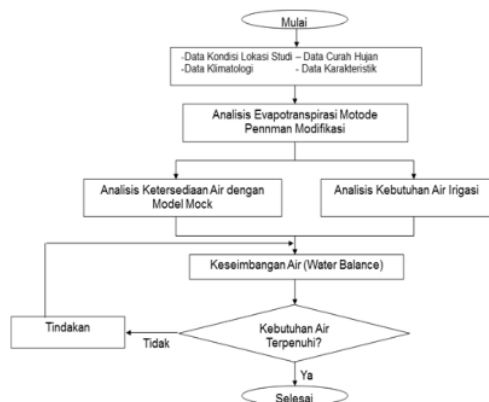 Mulai
-Data Kondisi Lokasi Studi – Data Curah Hujan
-Data Klimatologi - Data Karakteristik
Analisis Evapotranspirasi Motode
Pennman Modifikasi
Analisis Ketersediaan Air dengan
Model Mock
Analisis Kebutuhan Air Irigasi
Keseimbangan Air (Water Balance)
Kebutuhan Air
Terpenuhi?
Tidak
Tindakan
Ya
Selesai